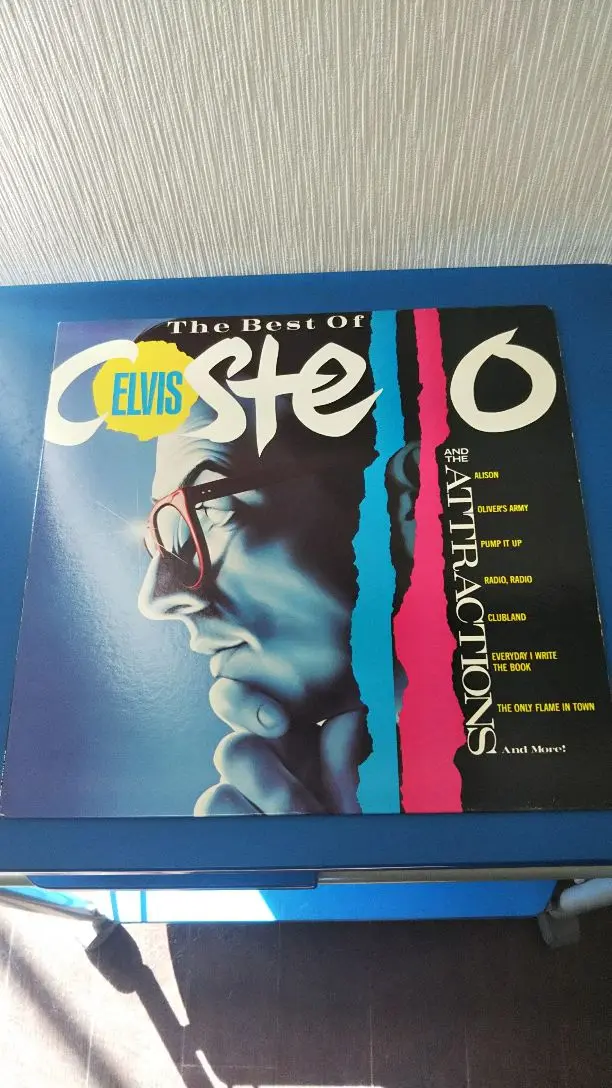 The Best Of
ELVIS
Coste O
AND
THE
ATTRACTIONS
ALISON
OLIVER'S ARMY
PUMP IT UP
RADIO, RADIO
CLUBLAND
EVERYDAY I WRITE
THE BOOK
THE ONLY FLAME IN TOWN
And More!